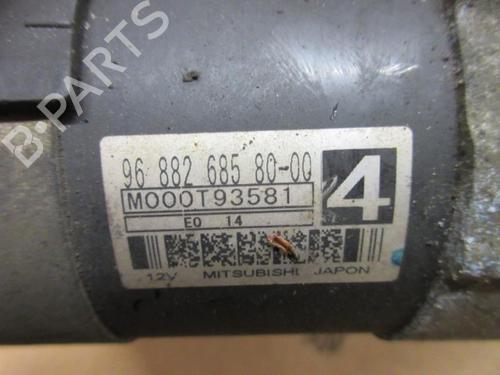 B-PARTS
96 882 685 80-00
M000T93581
4
E0 14
12V MITSUBISHI JAPON